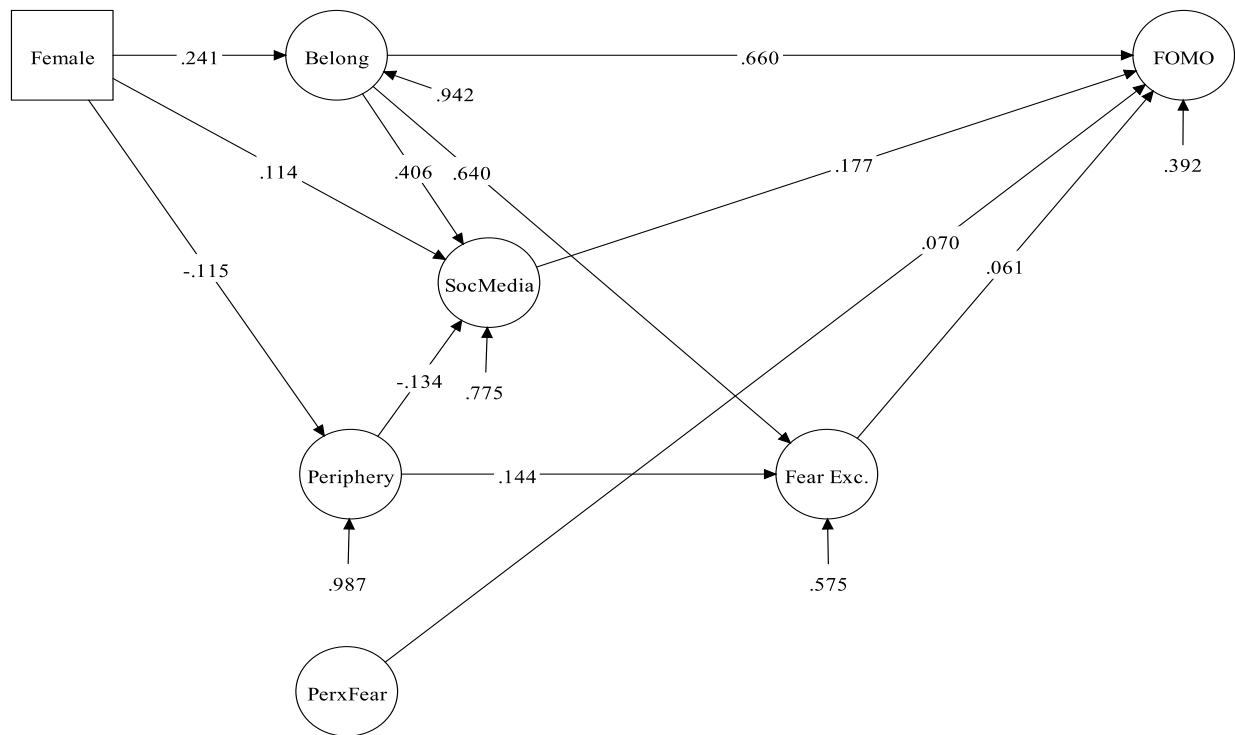 Female
.241
Belong
.660
FOMO
.942
.114
.406
.640
.177
.392
-.115
.070
.061
SocMedia
-.134
.775
Periphery
.144
Fear Exc.
.987
.575
PerxFear